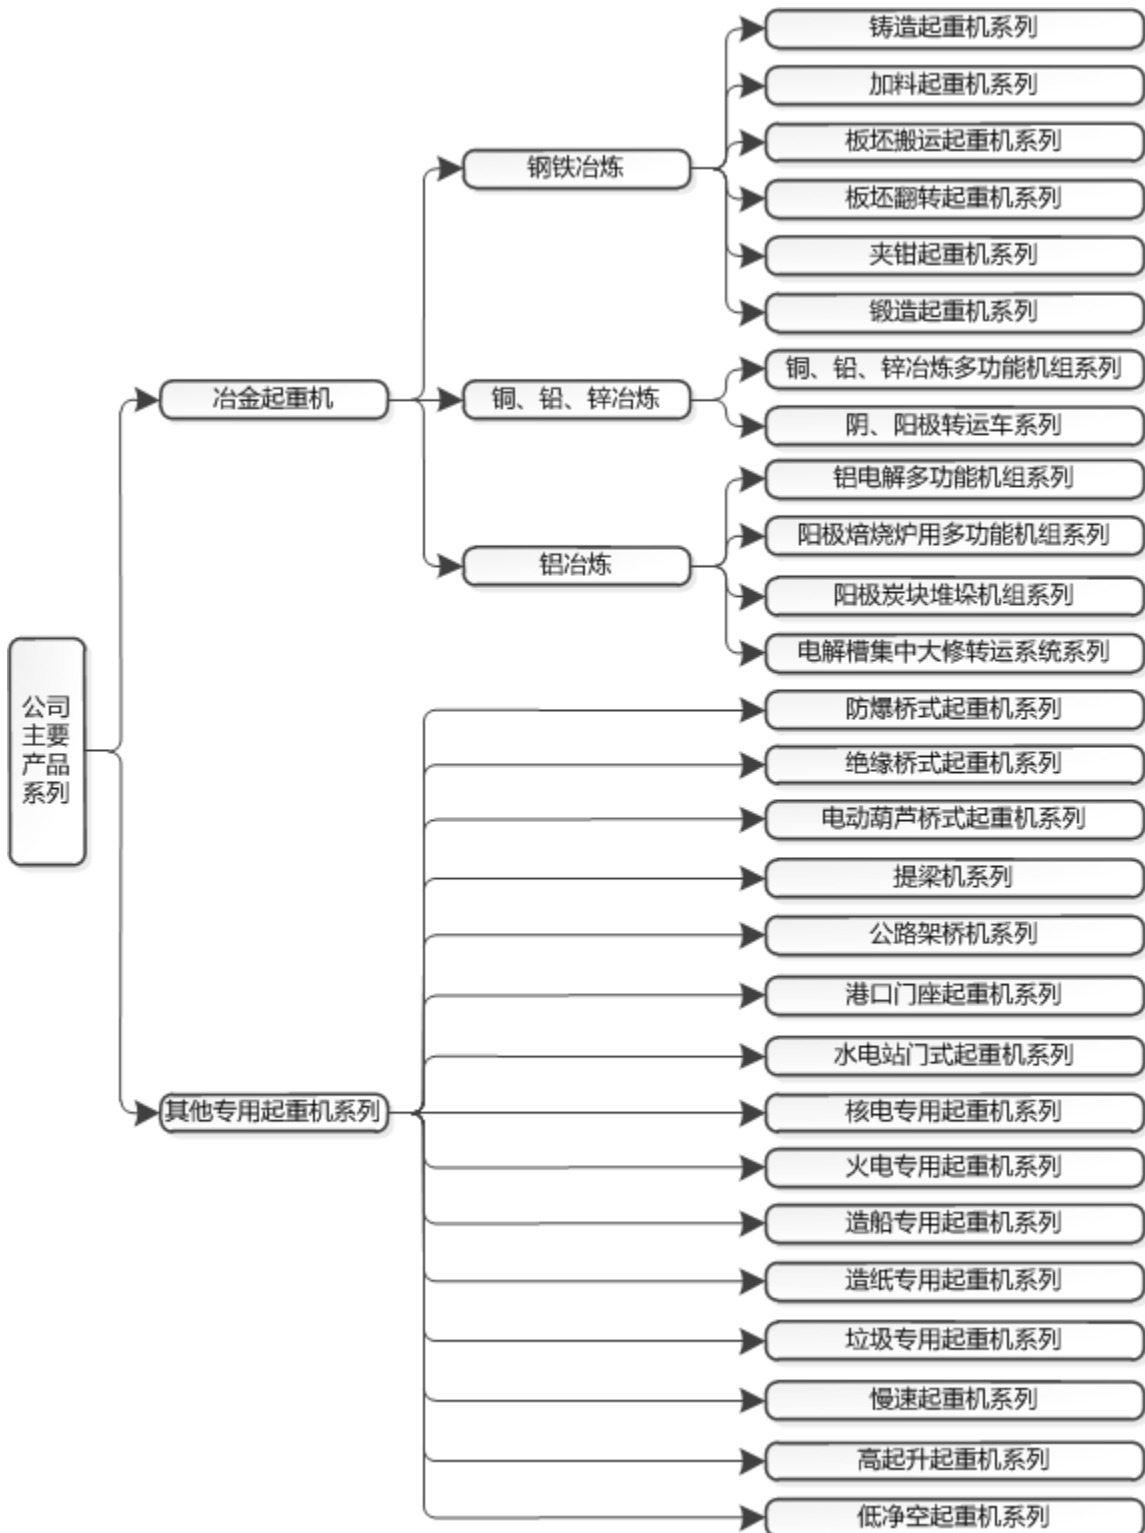 公司
主要
产品
系列
冶金起重机
钢铁冶炼
铸造起重机系列
加料起重机系列
板坯搬运起重机系列
板坯翻转起重机系列
夹钳起重机系列
锻造起重机系列
铜、铅、锌冶炼
铜、铅、锌冶炼多功能机组系列
阴、阳极转运车系列
铝冶炼
铝电解多功能机组系列
阳极焙烧炉用多功能机组系列
阳极炭块堆垛机组系列
电解槽集中大修转运系统系列
其他专用起重机系列
防爆桥式起重机系列
绝缘桥式起重机系列
电动葫芦桥式起重机系列
提梁机系列
公路架桥机系列
港口门座起重机系列
水电站门式起重机系列
核电专用起重机系列
火电专用起重机系列
造船专用起重机系列
造纸专用起重机系列
垃圾专用起重机系列
慢速起重机系列
高起升起重机系列
低净空起重机系列